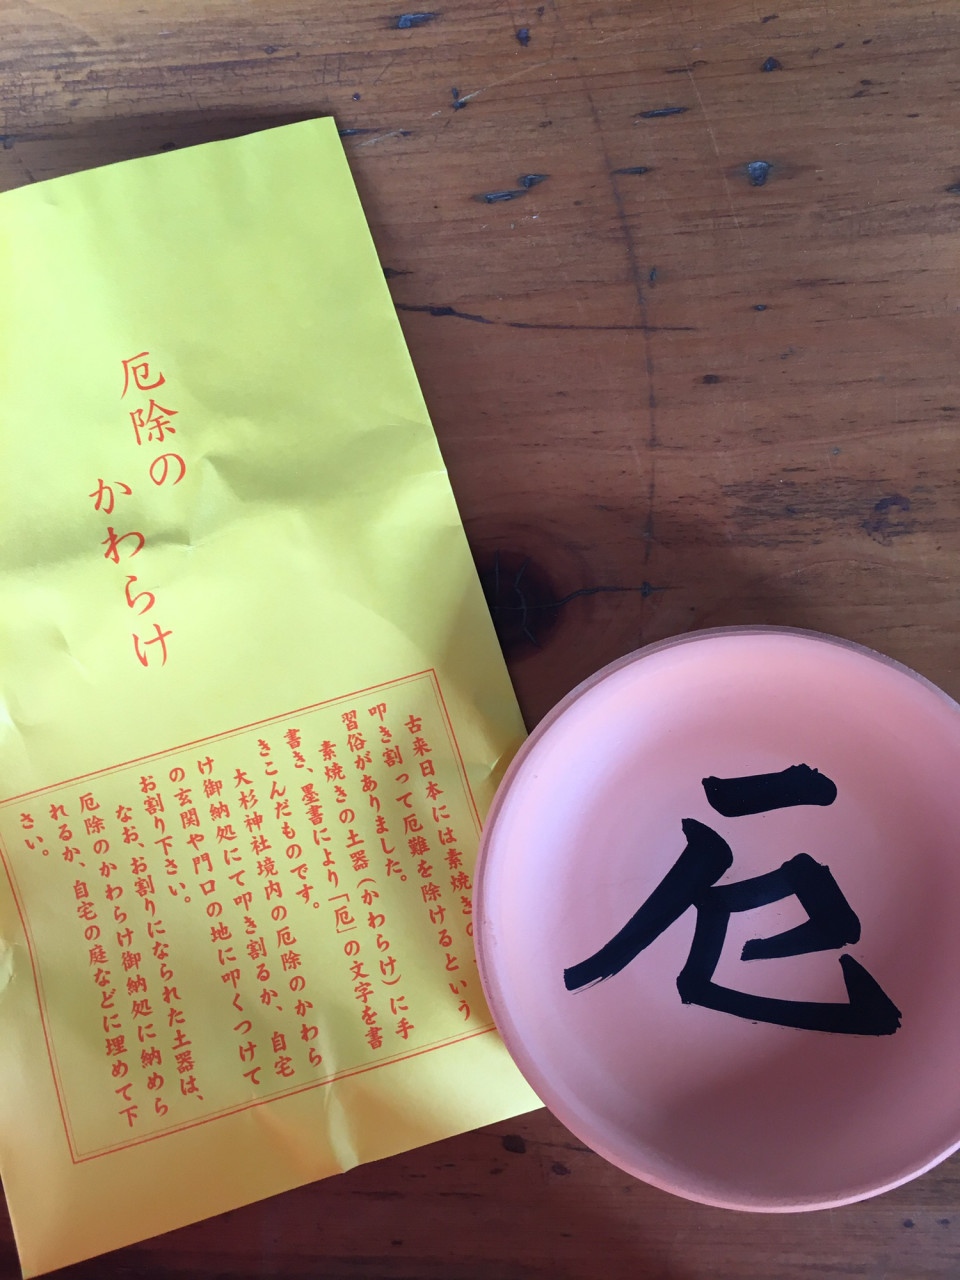 厄除の
かわらけ
古来日本には素焼きの
叩き割って厄難を除けるという
習俗がありました。
素焼きの土器(かわらけ)に手
書き、墨書により「厄」の文字を書
きこんだものです。
大杉神社境内の厄除のかわら
け御納処にて叩き割るか、自宅
の玄関や門口の地に叩くつけて
お割り下さい。
なお、お割りになられた土器は、
厄除のかわらけ御納処に納めら
れるか、自宅の庭などに埋めて下
さい。
厄